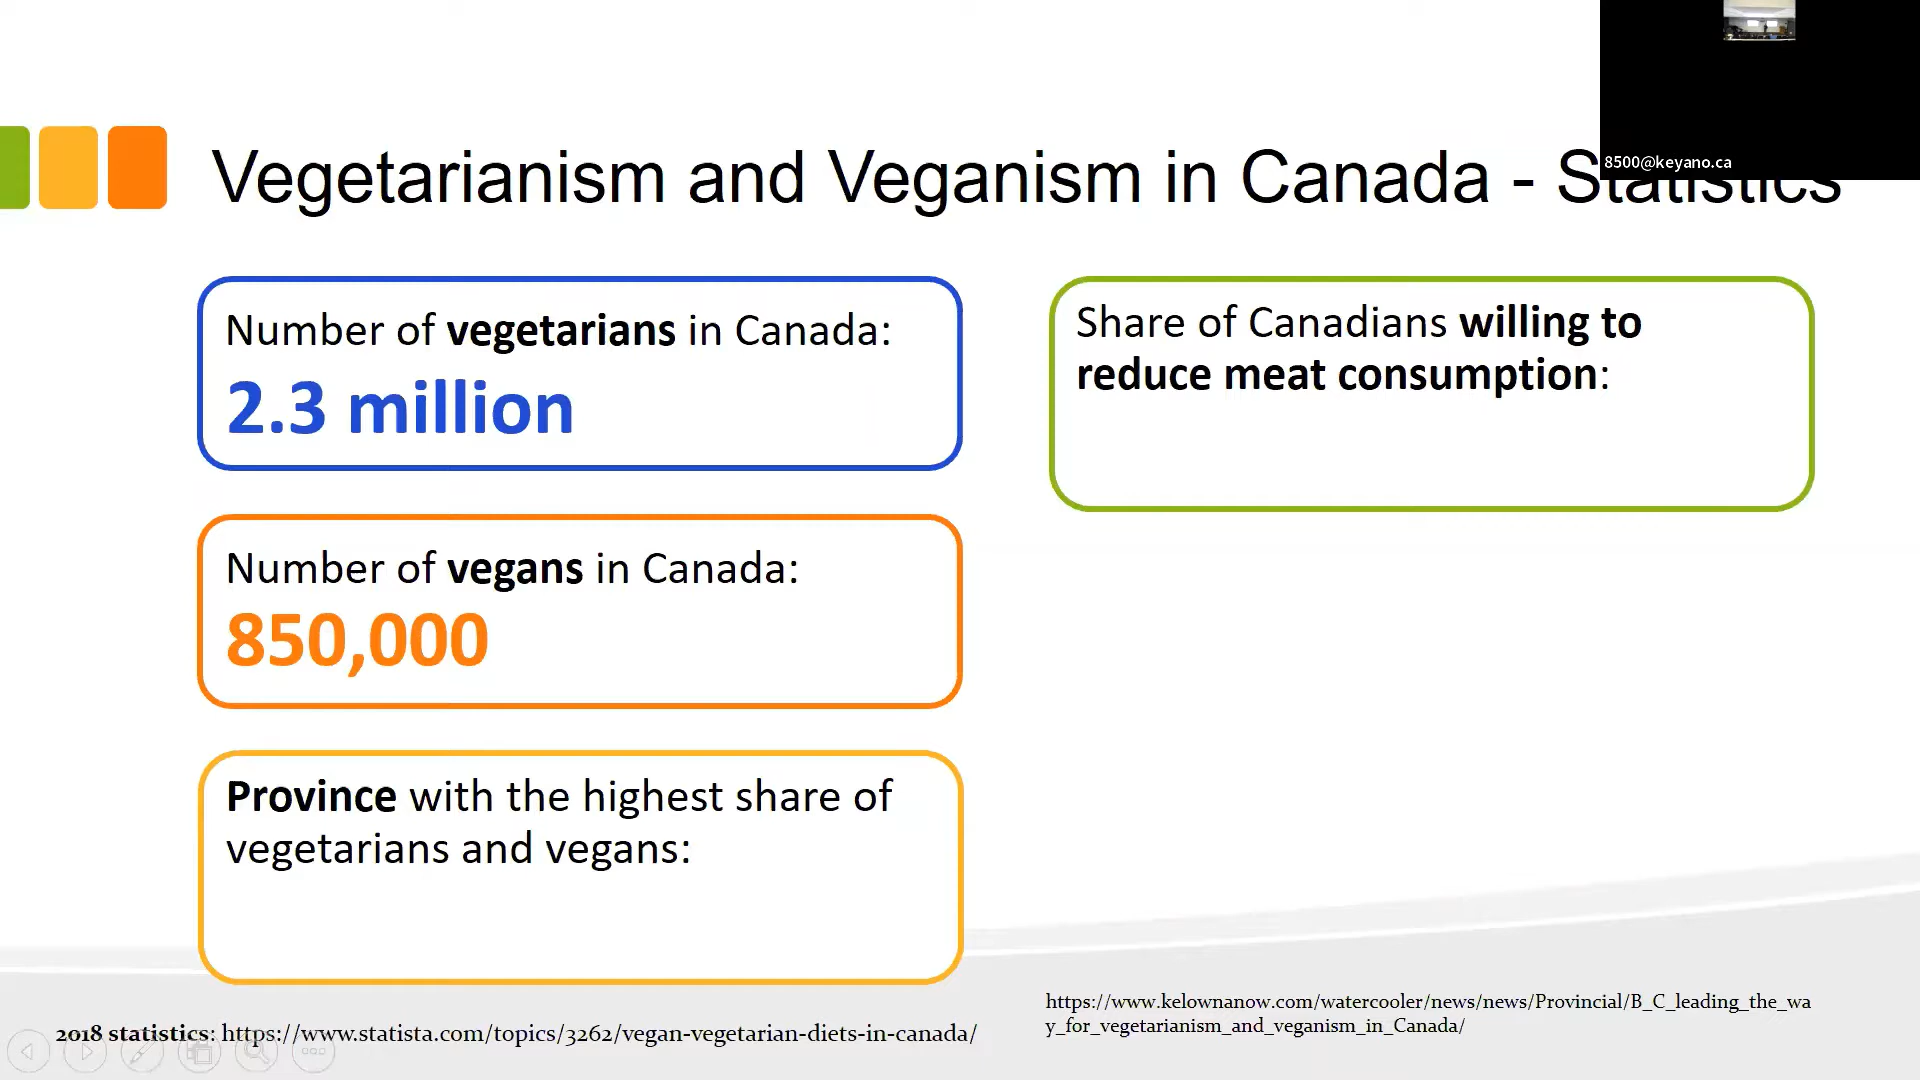 8500@keyano.ca
Vegetarianism and Veganism in Canada - Statistics
Number of vegetarians in Canada:
2.3 million
Number of vegans in Canada:
850,000
Province with the highest share of
vegetarians and vegans:
Share of Canadians willing to
reduce meat consumption:
2018 statistics: https://www.statista.com/topics/3262/vegan-vegetarian-diets-in-canada/
https://www.kelownanow.com/watercooler/news/news/Provincial/B_C_leading_the_wa
y_for_vegetarianism_and_veganism_in_Canada/